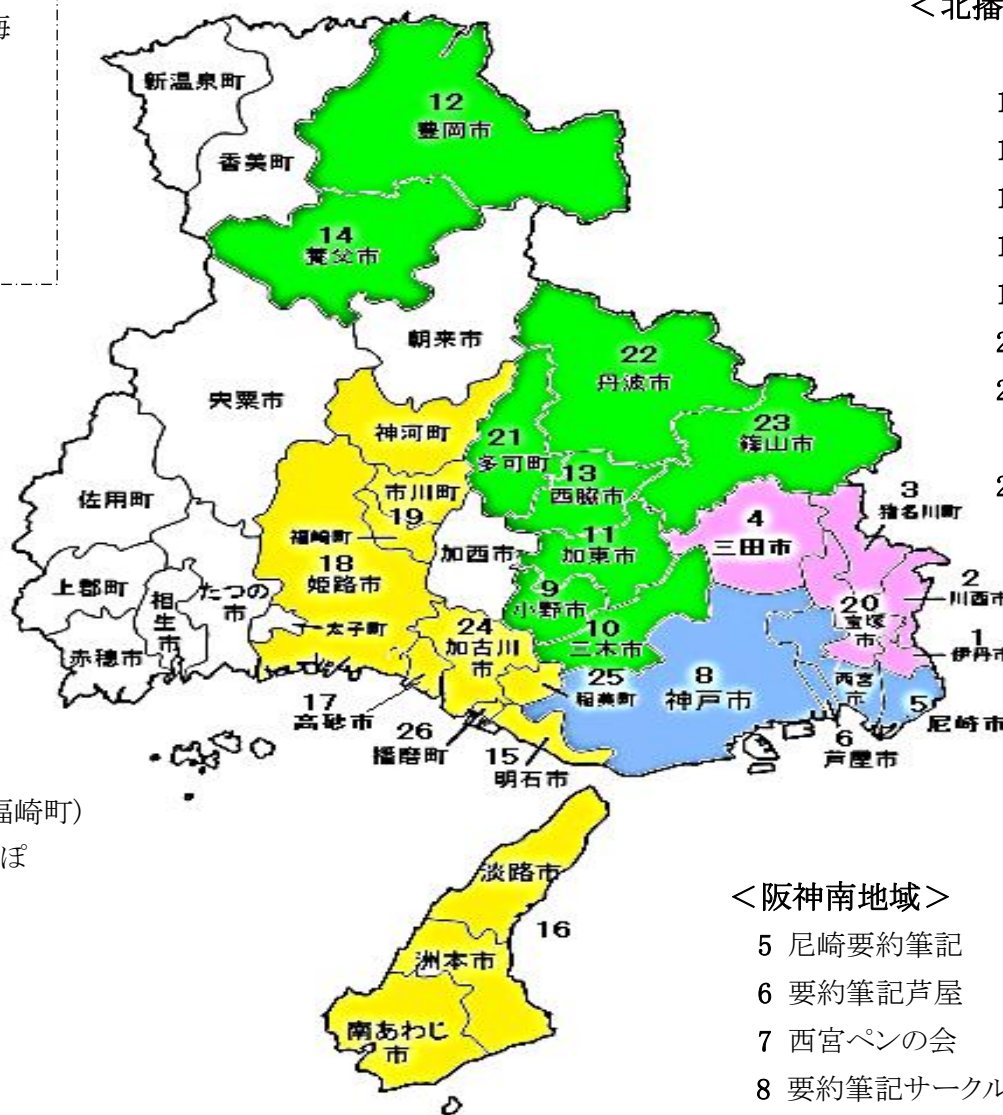 海
<北播
1
1
1
1
1
2
2
2
新温泉町
香美町
12
豊岡市
14
養父市
朝来市
宍粟市
22
丹波市
神河町
21
多可町
23
篠山市
13
西脇市
佐用町
市川町
19
福崎町
加西市
11
加東市
4
三田市
3
猪名川町
18
姫路市
上郡町
相生市
たつの市
太子町
赤穂市
9
小野市
10
三木市
20
宝塚市
2
川西市
1
伊丹市
24
加古川市
25
稲美町
8
神戸市
西宮市
5
尼崎市
6
芦屋市
17
高砂市
26
播磨町
15
明石市
福崎町)
ぽ
淡路市
16
洲本市
南あわじ市
<阪神南地域>
5 尼崎要約筆記
6 要約筆記芦屋
7 西宮ペンの会
8 要約筆記サークル